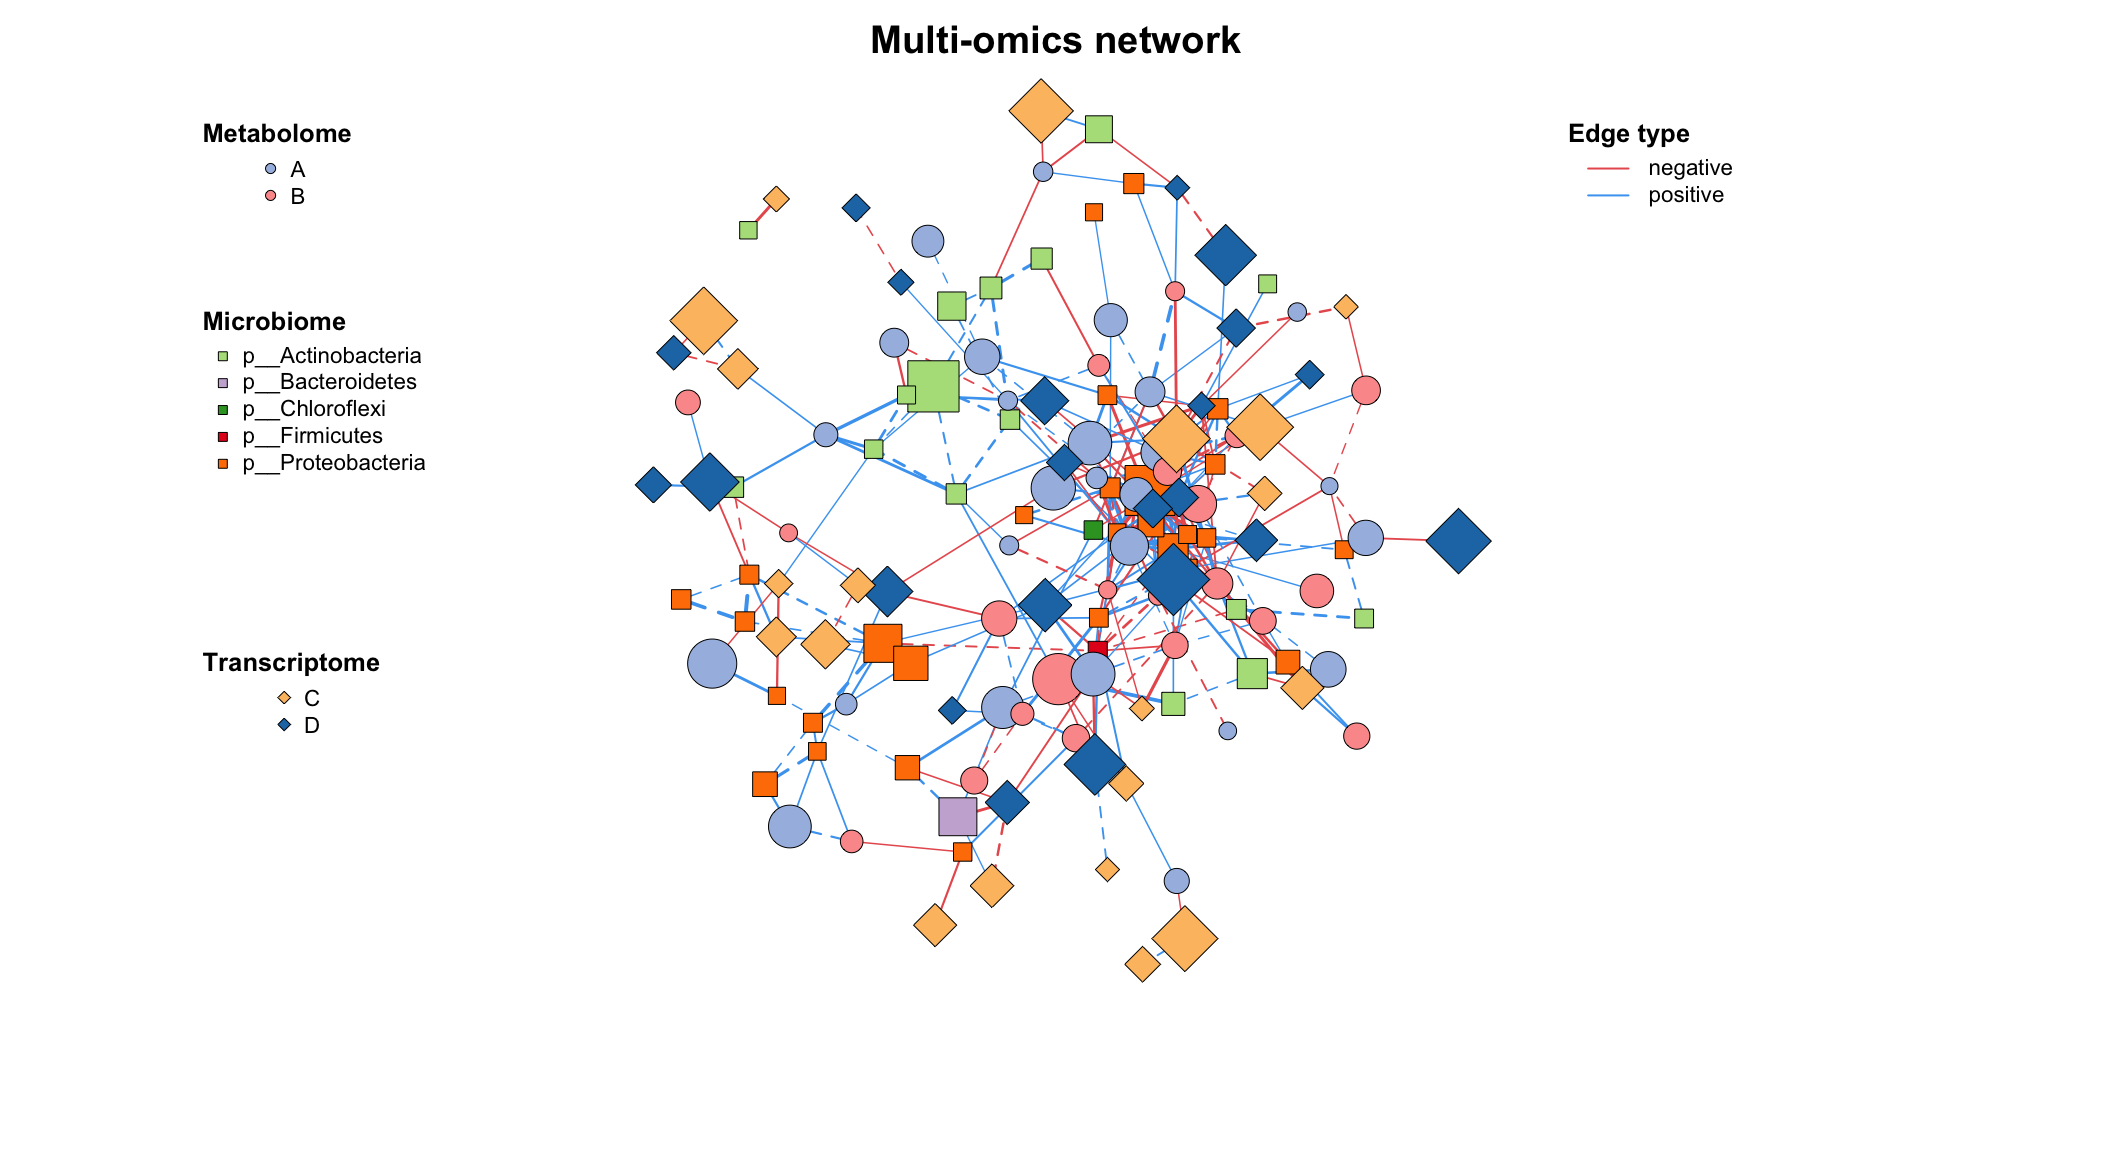 Multi-omics network
Metabolome
A
B
Microbiome
p__Actinobacteria
p__Bacteroidetes
p__Chloroflexi
p__Firmicutes
p__Proteobacteria
Transcriptome
C
D
Edge type
negative
positive